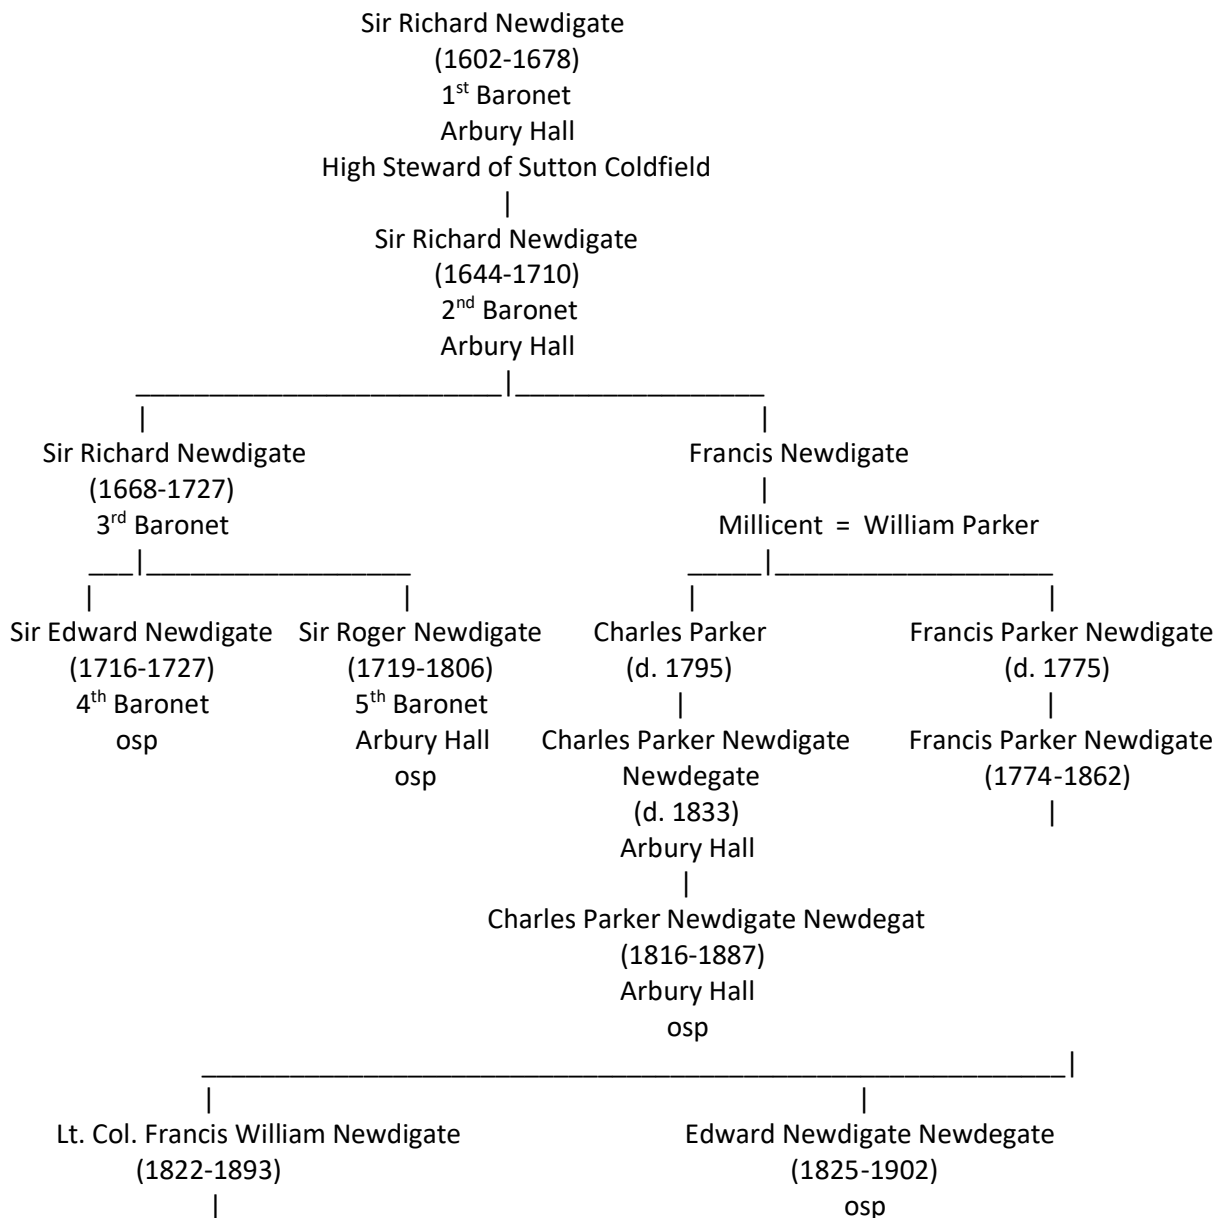 Sir Richard Newdigate
(1602-1678)
1st Baronet
Arbury Hall
High Steward of Sutton Coldfield
Sir Richard Newdigate
(1644-1710)
2nd Baronet
Arbury Hall
Sir Richard Newdigate Francis Newdigate
(1668-1727)
3rd Baronet Millicent = William Parker
Sir Edward Newdigate Sir Roger Newdigate Charles Parker Francis Parker Newdigate
(1716-1727) (1719-1806) (d. 1795) (d. 1775)
4th Baronet 5th Baronet
osp Arbury Hall Charles Parker Newdigate Francis Parker Newdigate
osp Newdegate (1774-1862)
(d. 1833)
Arbury Hall
Charles Parker Newdigate Newdegat
(1816-1887)
Arbury Hall
osp
Lt. Col. Francis William Newdigate Edward Newdigate Newdegate
(1822-1893) (1825-1902)
osp